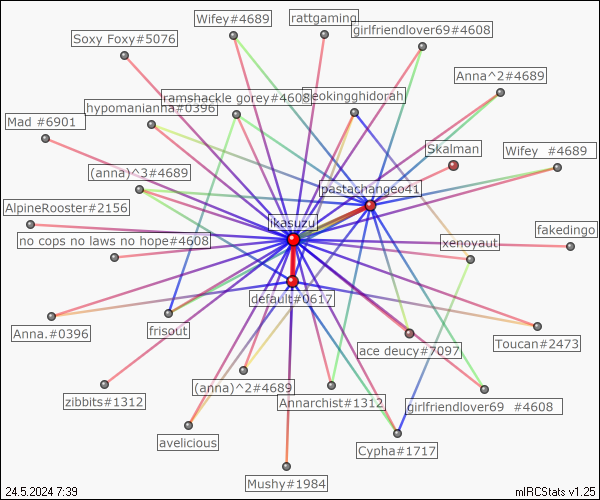 Wifey#4689
rattgaming
girlfriendlover69#4608
Soxy Foxy#5076
Anna^2#4689
ramshackle gorey#4608
neokingghidorah
hypomanianna#0396
Mad #6901
Skalman
Wifey #4689
(anna)^3#4689
pastachangeo41
AlpineRooster#2156
ikasuzu
fakedingo
no cops no laws no hope#4608
xenoyaut
default#0617
Anna.#0396
frisout
Toucan#2473
ace deucy#7097
(anna)^2#4689
zibbits#1312
Annarchist#1312
girlfriendlover69 #4608
avelicious
Cypha#1717
Mushy#1984
24.5.2024 7:39
mIRCStats v1.25